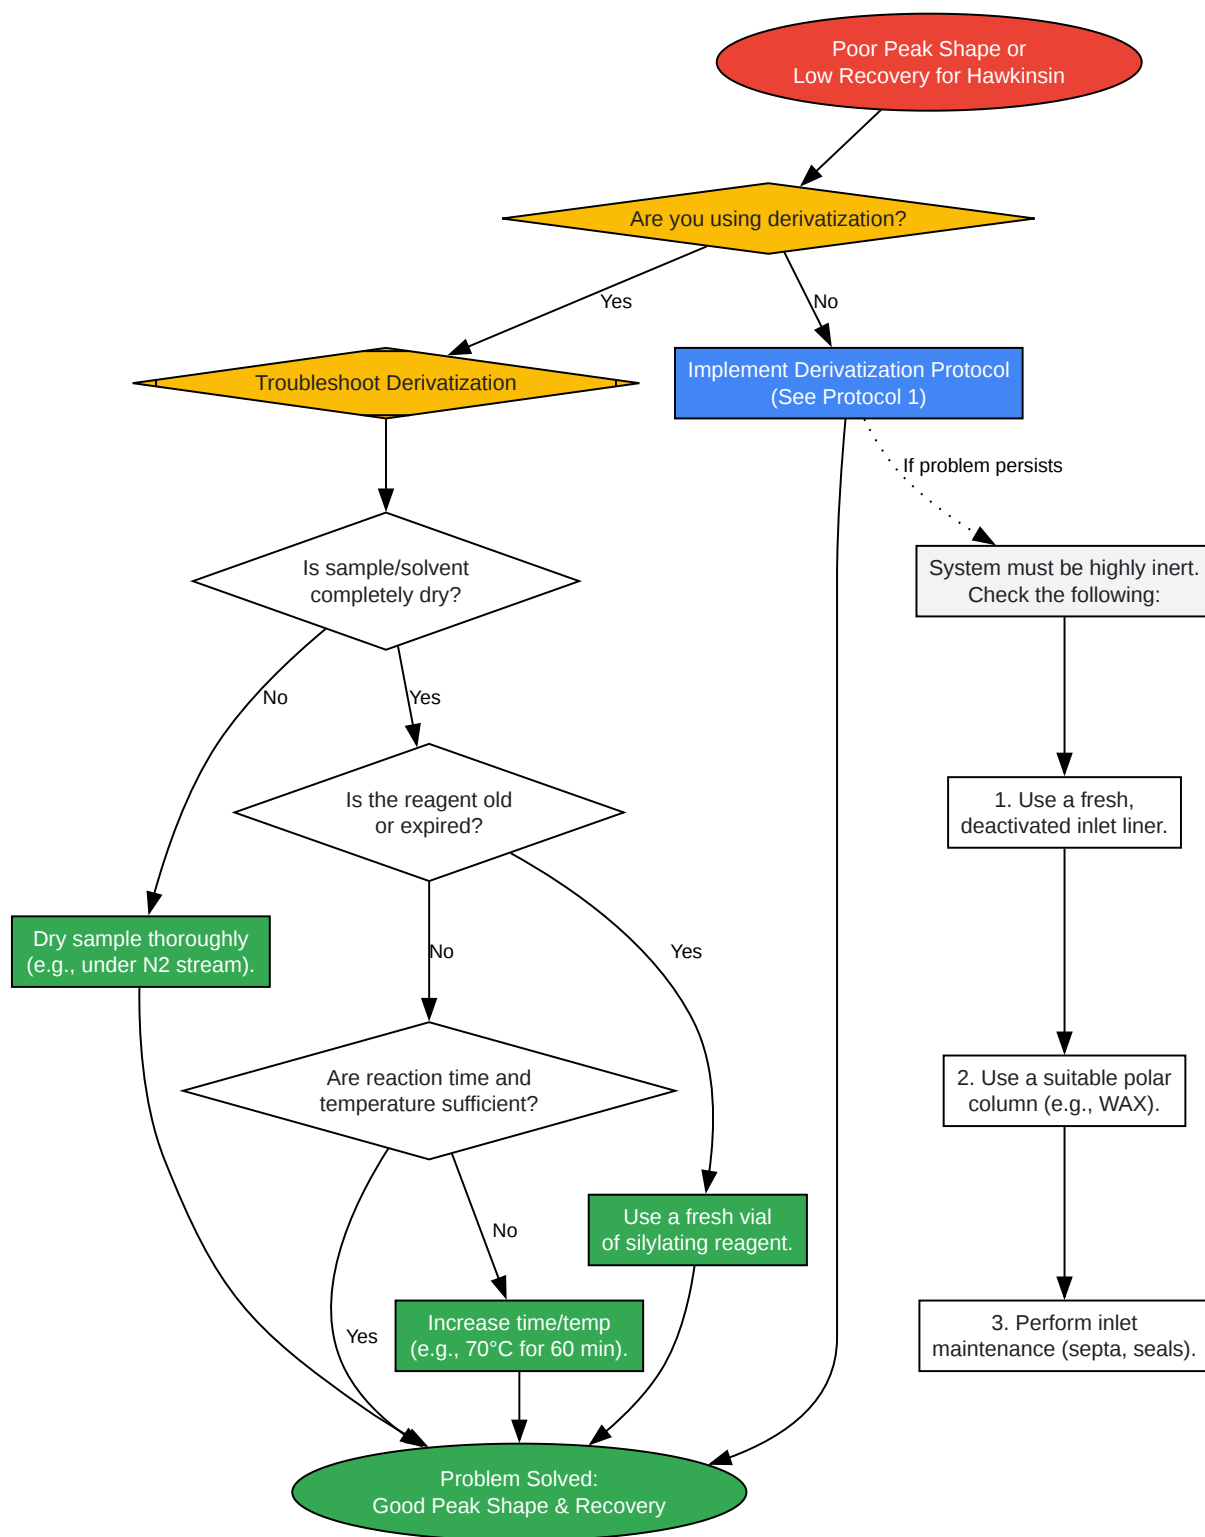 Poor Peak Shape or
Low Recovery for Hawkinsin
Are you using derivatization?
Yes
No
Troubleshoot Derivatization
Implement Derivatization Protocol
(See Protocol 1)
If problem persists
Is sample/solvent
completely dry?
System must be highly inert.
Check the following:
No
Yes
Is the reagent old
or expired?
1. Use a fresh,
deactivated inlet liner.
Dry sample thoroughly
(e.g., under N2 stream).
No
Yes
Are reaction time and
temperature sufficient?
2. Use a suitable polar
column (e.g., WAX).
Use a fresh vial
of silylating reagent.
No
Yes
Increase time/temp
(e.g., 70°C for 60 min).
3. Perform inlet
maintenance (septa, seals).
Problem Solved:
Good Peak Shape & Recovery